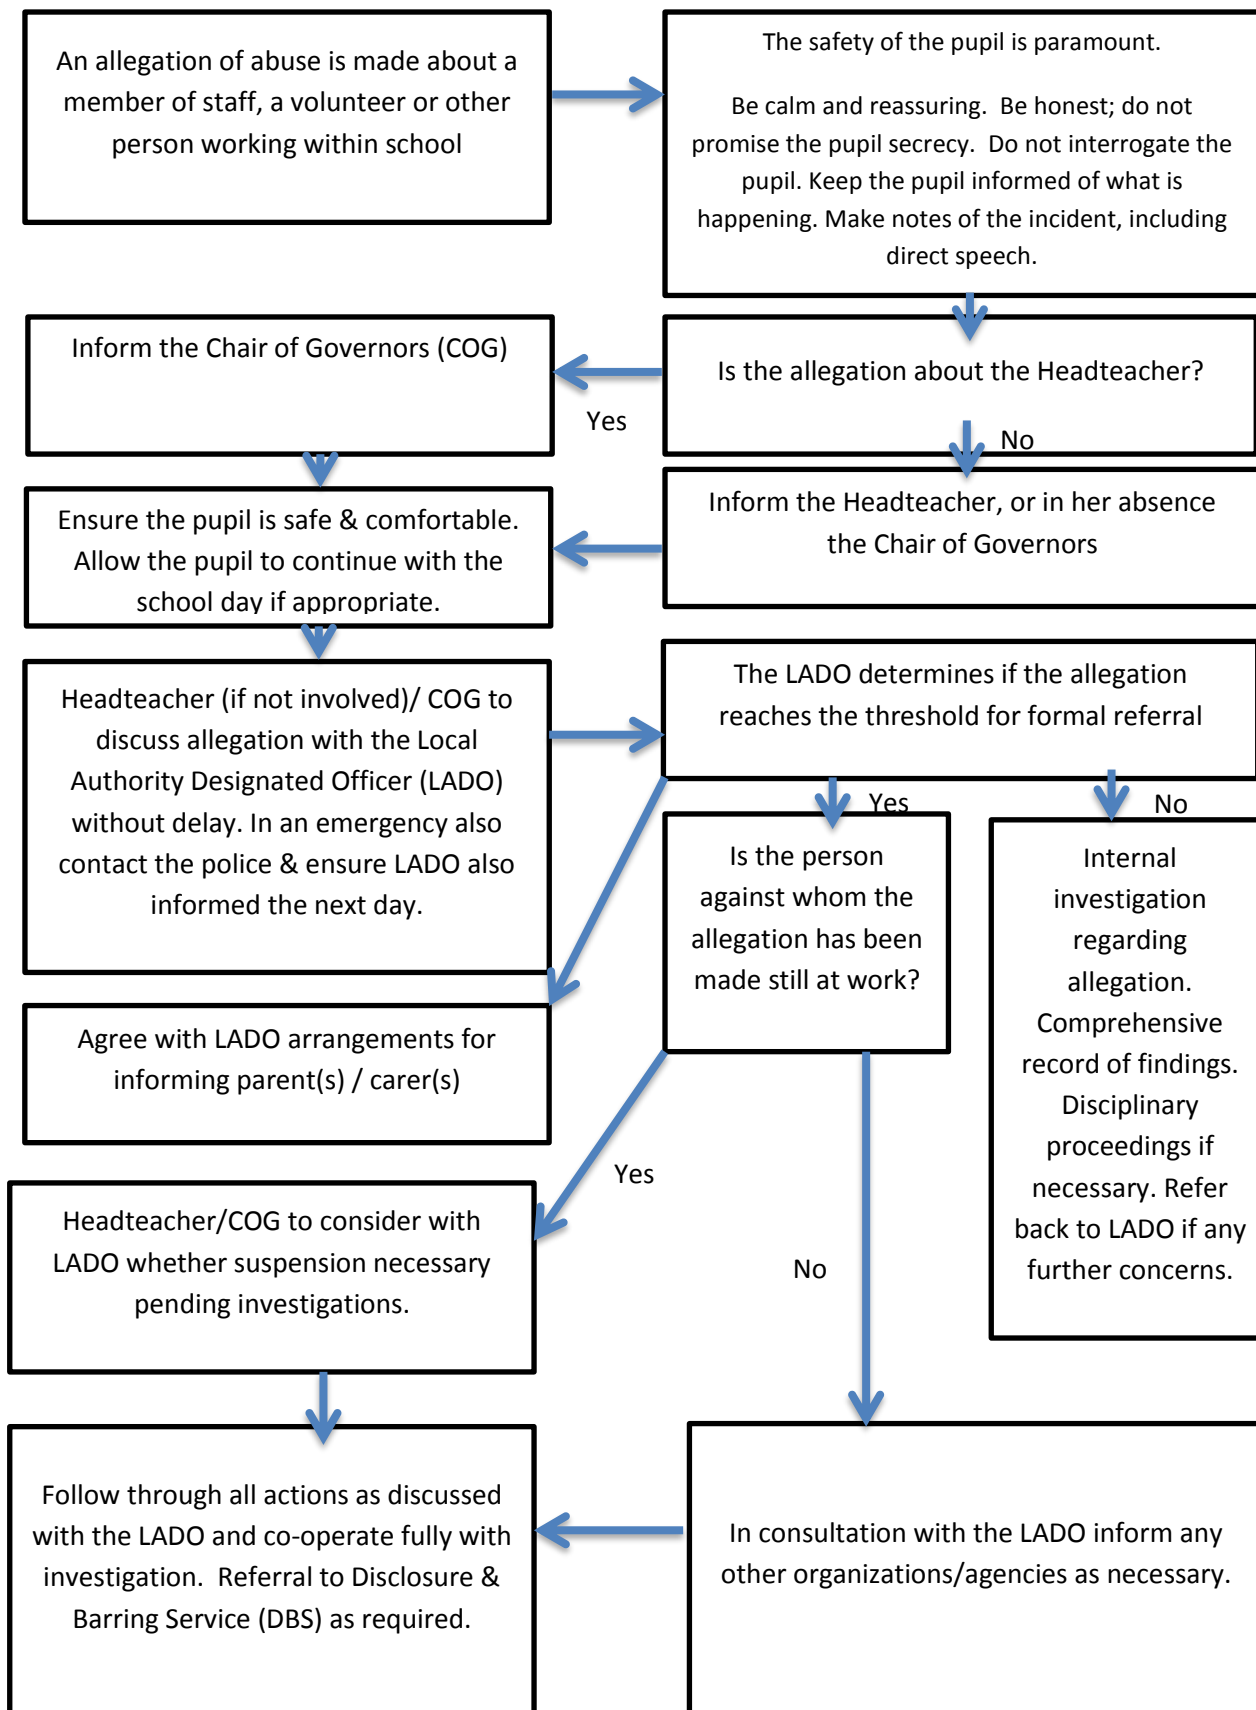 An allegation of abuse is made about a
member of staff, a volunteer or other
person working within school
The safety of the pupil is paramount.
Be calm and reassuring.  Be honest; do not
promise the pupil secrecy.  Do not interrogate the
pupil. Keep the pupil informed of what is
happening. Make notes of the incident, including
direct speech.
Inform the Chair of Governors (COG)
Is the allegation about the Headteacher?
Yes
No
Ensure the pupil is safe & comfortable.
Allow the pupil to continue with the
school day if appropriate.
Inform the Headteacher, or in her absence
the Chair of Governors
Headteacher (if not involved)/ COG to
discuss allegation with the Local
Authority Designated Officer (LADO)
without delay. In an emergency also
contact the police & ensure LADO also
informed the next day.
The LADO determines if the allegation
reaches the threshold for formal referral
Yes
No
Is the person
against whom the
allegation has been
made still at work?
Internal
investigation
regarding
allegation.
Comprehensive
record of findings.
Disciplinary
proceedings if
necessary. Refer
back to LADO if any
further concerns.
Agree with LADO arrangements for
informing parent(s) / carer(s)
Yes
No
Headteacher/COG to consider with
LADO whether suspension necessary
pending investigations.
Follow through all actions as discussed
with the LADO and co-operate fully with
investigation.  Referral to Disclosure &
Barring Service (DBS) as required.
In consultation with the LADO inform any
other organizations/agencies as necessary.